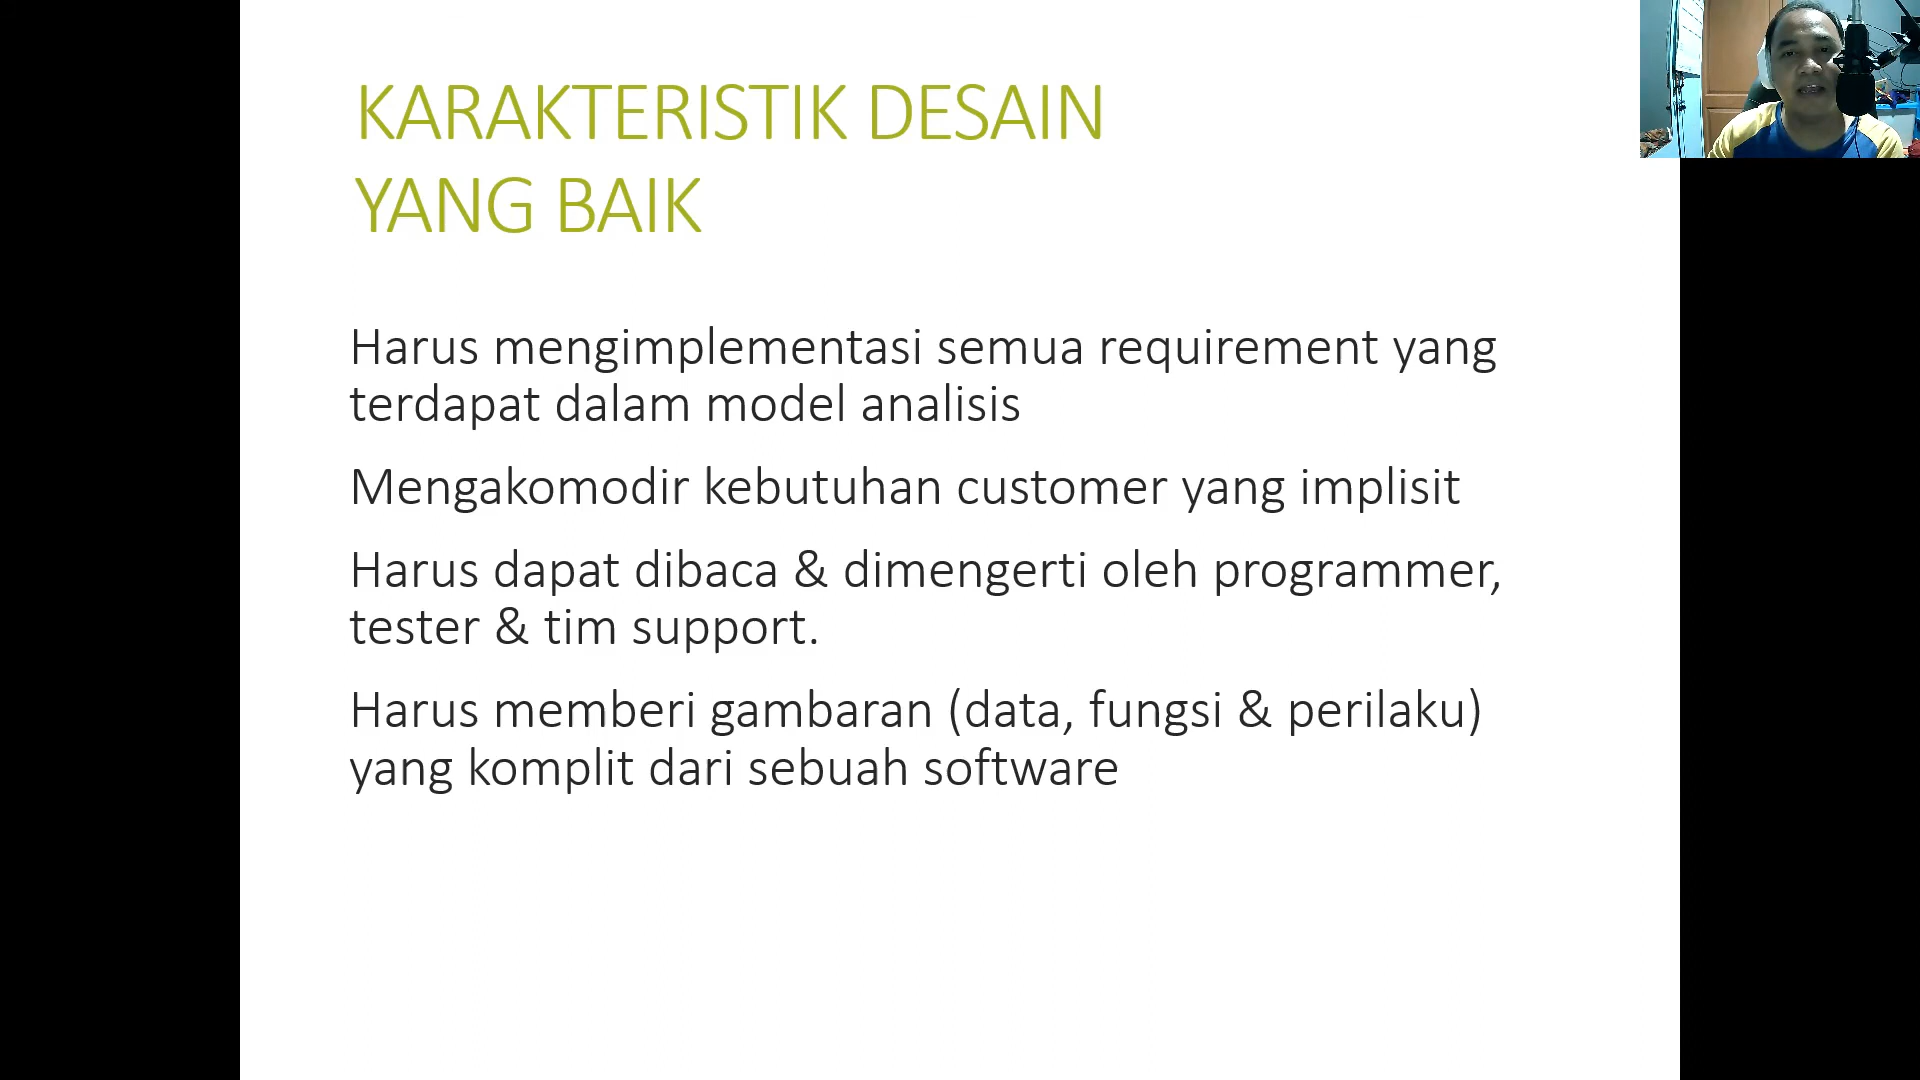 KARAKTERISTIK DESAIN
YANG BAIK
Harus mengimplementasi semua requirement yang
terdapat dalam model analisis
Mengakomodir kebutuhan customer yang implisit
Harus dapat dibaca & dimengerti oleh programmer,
tester & tim support.
Harus memberi gambaran (data, fungsi & perilaku)
yang komplit dari sebuah software